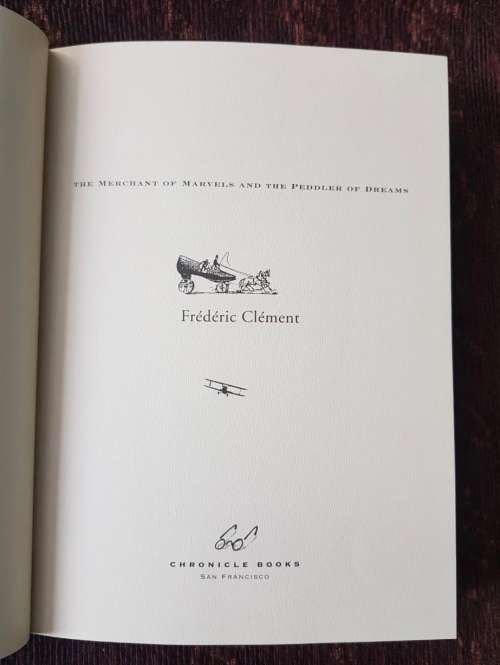 THE MERCHANT OF MARVELS AND THE PEDDLER OF DREAMS
Frédéric Clément
CHRONICLE BOOKS
SAN FRANCISCO